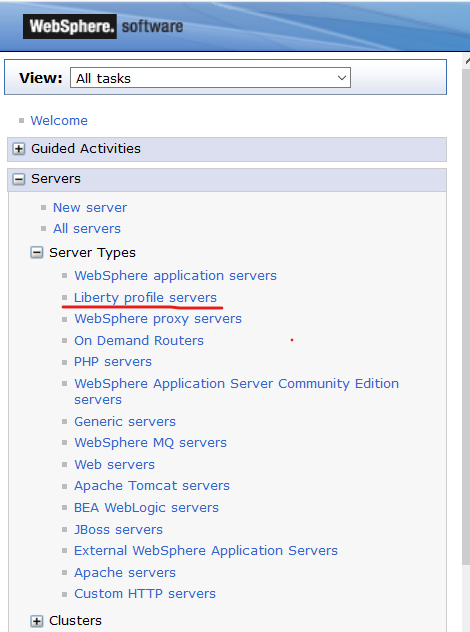 WebSphere. software
View: All tasks
Welcome
Guided Activities
Servers
New server
All servers
Server Types
WebSphere application servers
Liberty profile servers
WebSphere proxy servers
On Demand Routers
PHP servers
WebSphere Application Server Community Edition
servers
Generic servers
WebSphere MQ servers
Web servers
Apache Tomcat servers
BEA WebLogic servers
JBoss servers
External WebSphere Application Servers
Apache servers
Custom HTTP servers
Clusters